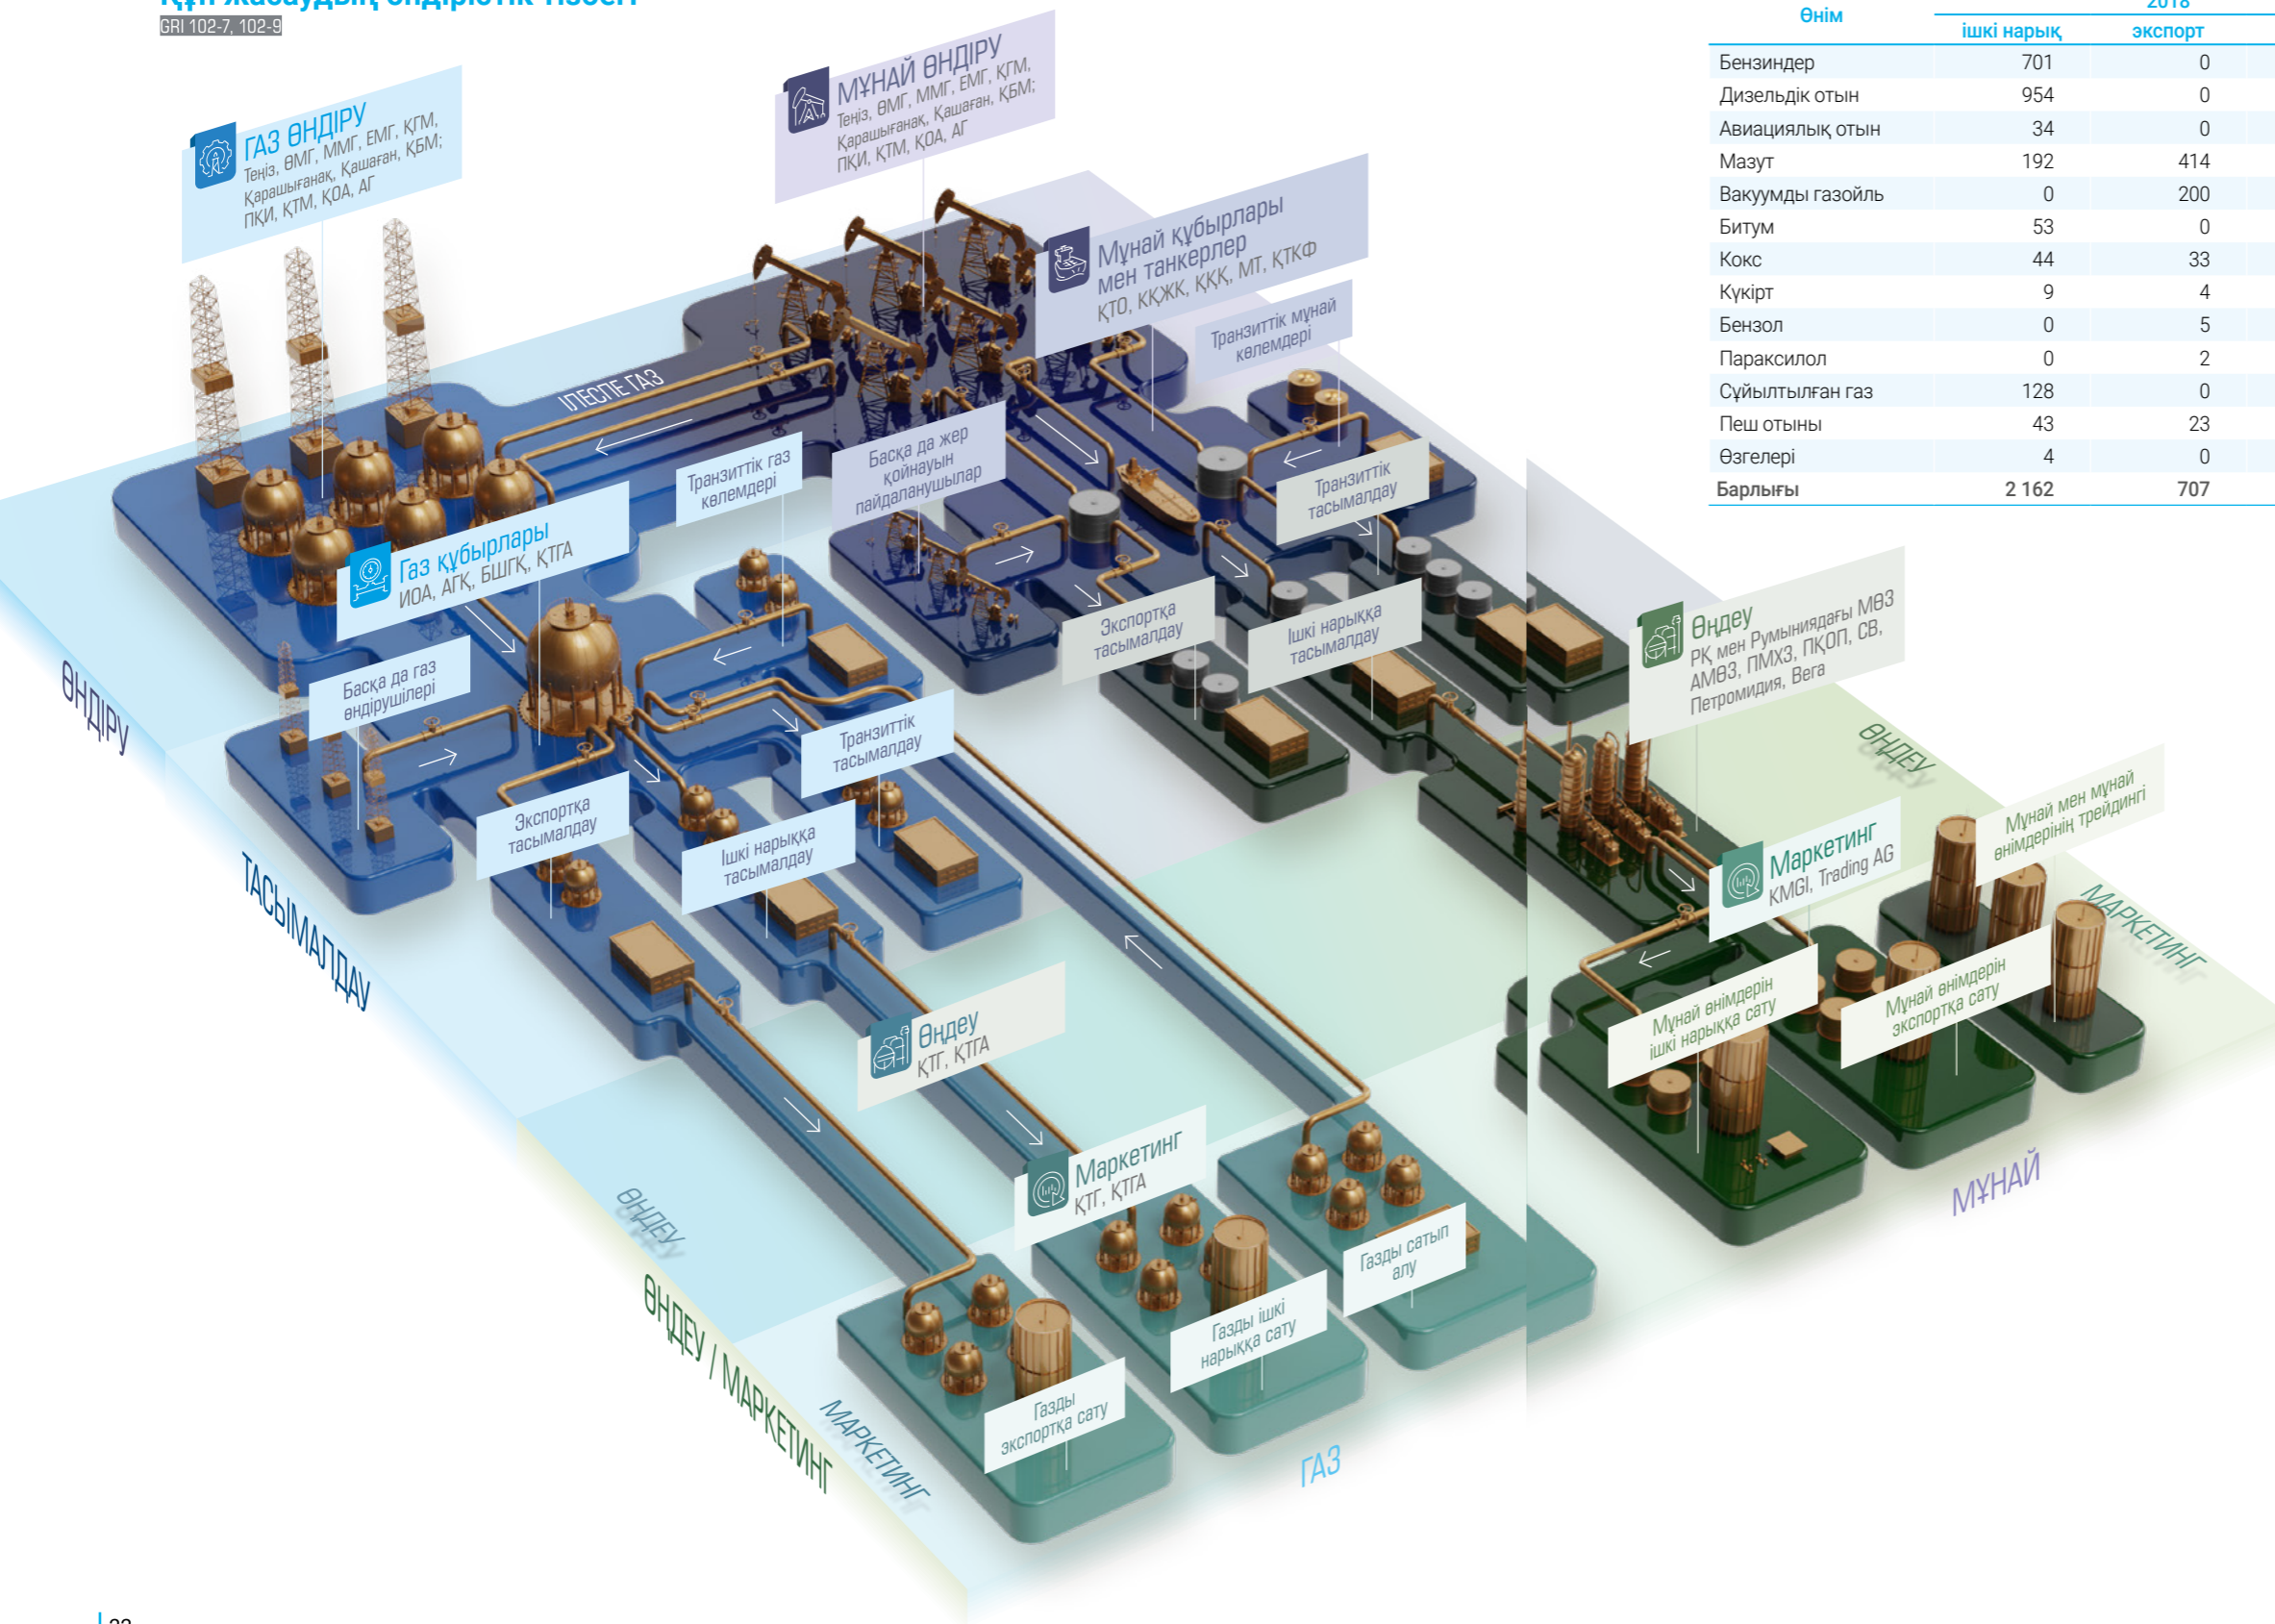 Құн жасаудың өндірістік тізбегі
GRI 102-7, 102-9
ГАЗ ӨНДІРУ
Теңіз, ӨМГ, ММГ, ЕМГ, ҚГМ,
Қарашығанақ, Қашаған, ҚБМ;
ПҚИ, ҚТМ, ҚОА, АГ
МҰНАЙ ӨНДІРУ
Теңіз, ӨМГ, ММГ, ЕМГ, ҚГМ,
Қарашығанақ, Қашаған, ҚБМ;
ПҚИ, ҚТМ, ҚОА, АГ
Мұнай құбырлары
мен танкерлер
ҚТО, ҚҚЖК, ҚҚҚ, МТ, ҚТКФ
Транзиттік мұнай
көлемдері
ІЛЕСПЕ ГАЗ
Транзиттік газ
көлемдері
Басқа да жер
қойнауын
пайдаланушылар
Транзиттік
тасымалдау
Газ құбырлары
ИОА, АГҚ, БШГҚ, ҚТГА
Экспортқа
тасымалдау
Ішкі нарыққа
тасымалдау
Басқа да газ
өндірушілері
Транзиттік
тасымалдау
Экспортқа
тасымалдау
Ішкі нарыққа
тасымалдау
Өңдеу
РҚ мен Румыниядағы МӨЗ
АМӨЗ, ПМХЗ, ПҚОП, СВ,
Петромидия, Вега
Маркетинг
KMGI, Trading AG
Мұнай мен мұнай
өнімдерінің трейдингі
Мұнай өнімдерін
ішкі нарыққа сату
Мұнай өнімдерін
экспортқа сату
Өңдеу
ҚТГ, ҚТГА
Маркетинг
ҚТГ, ҚТГА
Газды сатып
алу
Газды ішкі
нарыққа сату
Газды
экспортқа сату
ӨНДІРУ
ТАСЫМАЛДАУ
ӨҢДЕУ / МАРКЕТИНГ
ӨҢДЕУ
МАРКЕТИНГ
ГАЗ
ӨҢДЕУ
МАРКЕТИНГ
МҰНАЙ
Өнім 2018
ішкі нарық экспорт
Бензиндер 701 0
Дизельдік отын 954 0
Авиациялық отын 34 0
Мазут 192 414
Вакуумды газойль 0 200
Битум 53 0
Кокс 44 33
Күкірт 9 4
Бензол 0 5
Параксилол 0 2
Сұйылтылған газ 128 0
Пеш отыны 43 23
Өзгелері 4 0
Барлығы 2 162 707